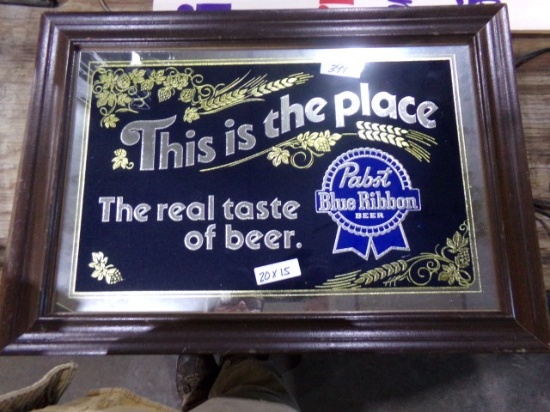 This is the place
The real taste
of beer.
Pabst
Blue Ribbon
BEER
20 X 15